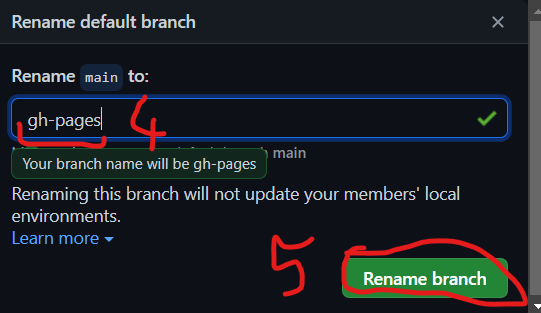 Rename default branch
Rename main to:
gh-pages 4
main
Your branch name will be gh-pages
Renaming this branch will not update your members' local
environments.
Learn more
5 Rename branch